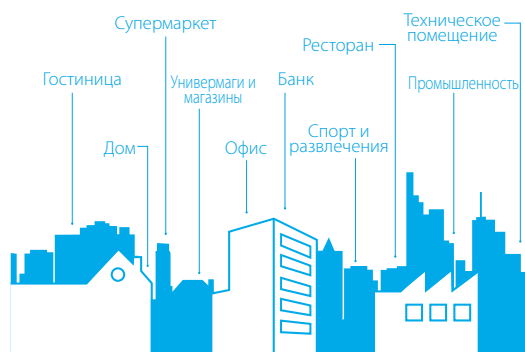 Супермаркет
Техническое
помещение
Ресторан
Гостиница
Универмаги и
магазины
Банк
Промышленность
Дом
Офис
Спорт и
развлечения